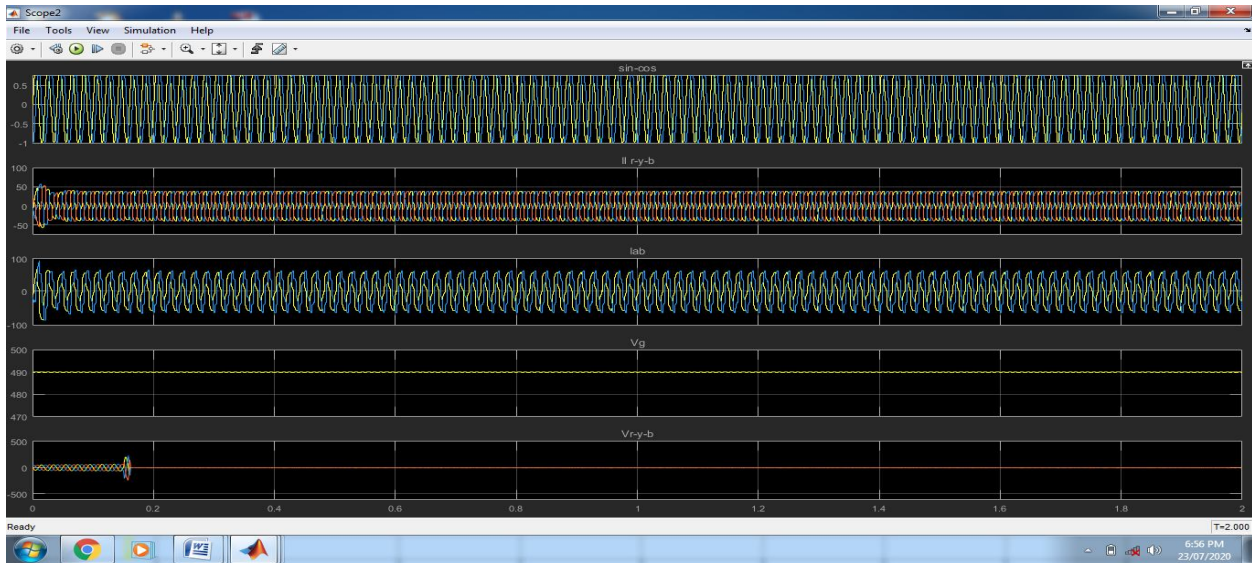 Scope2
File Tools View Simulation Help
sin-cos
0.5
0
-0.5
-1
Il r-y-b
100
50
0
-50
Iab
100
0
-100
Vg
500
490
480
470
Vr-y-b
500
0
-500
0 0.2 0.4 0.6 0.8 1 1.2 1.4 1.6 1.8 2
Ready T=2.000
6:56 PM
23/07/2020